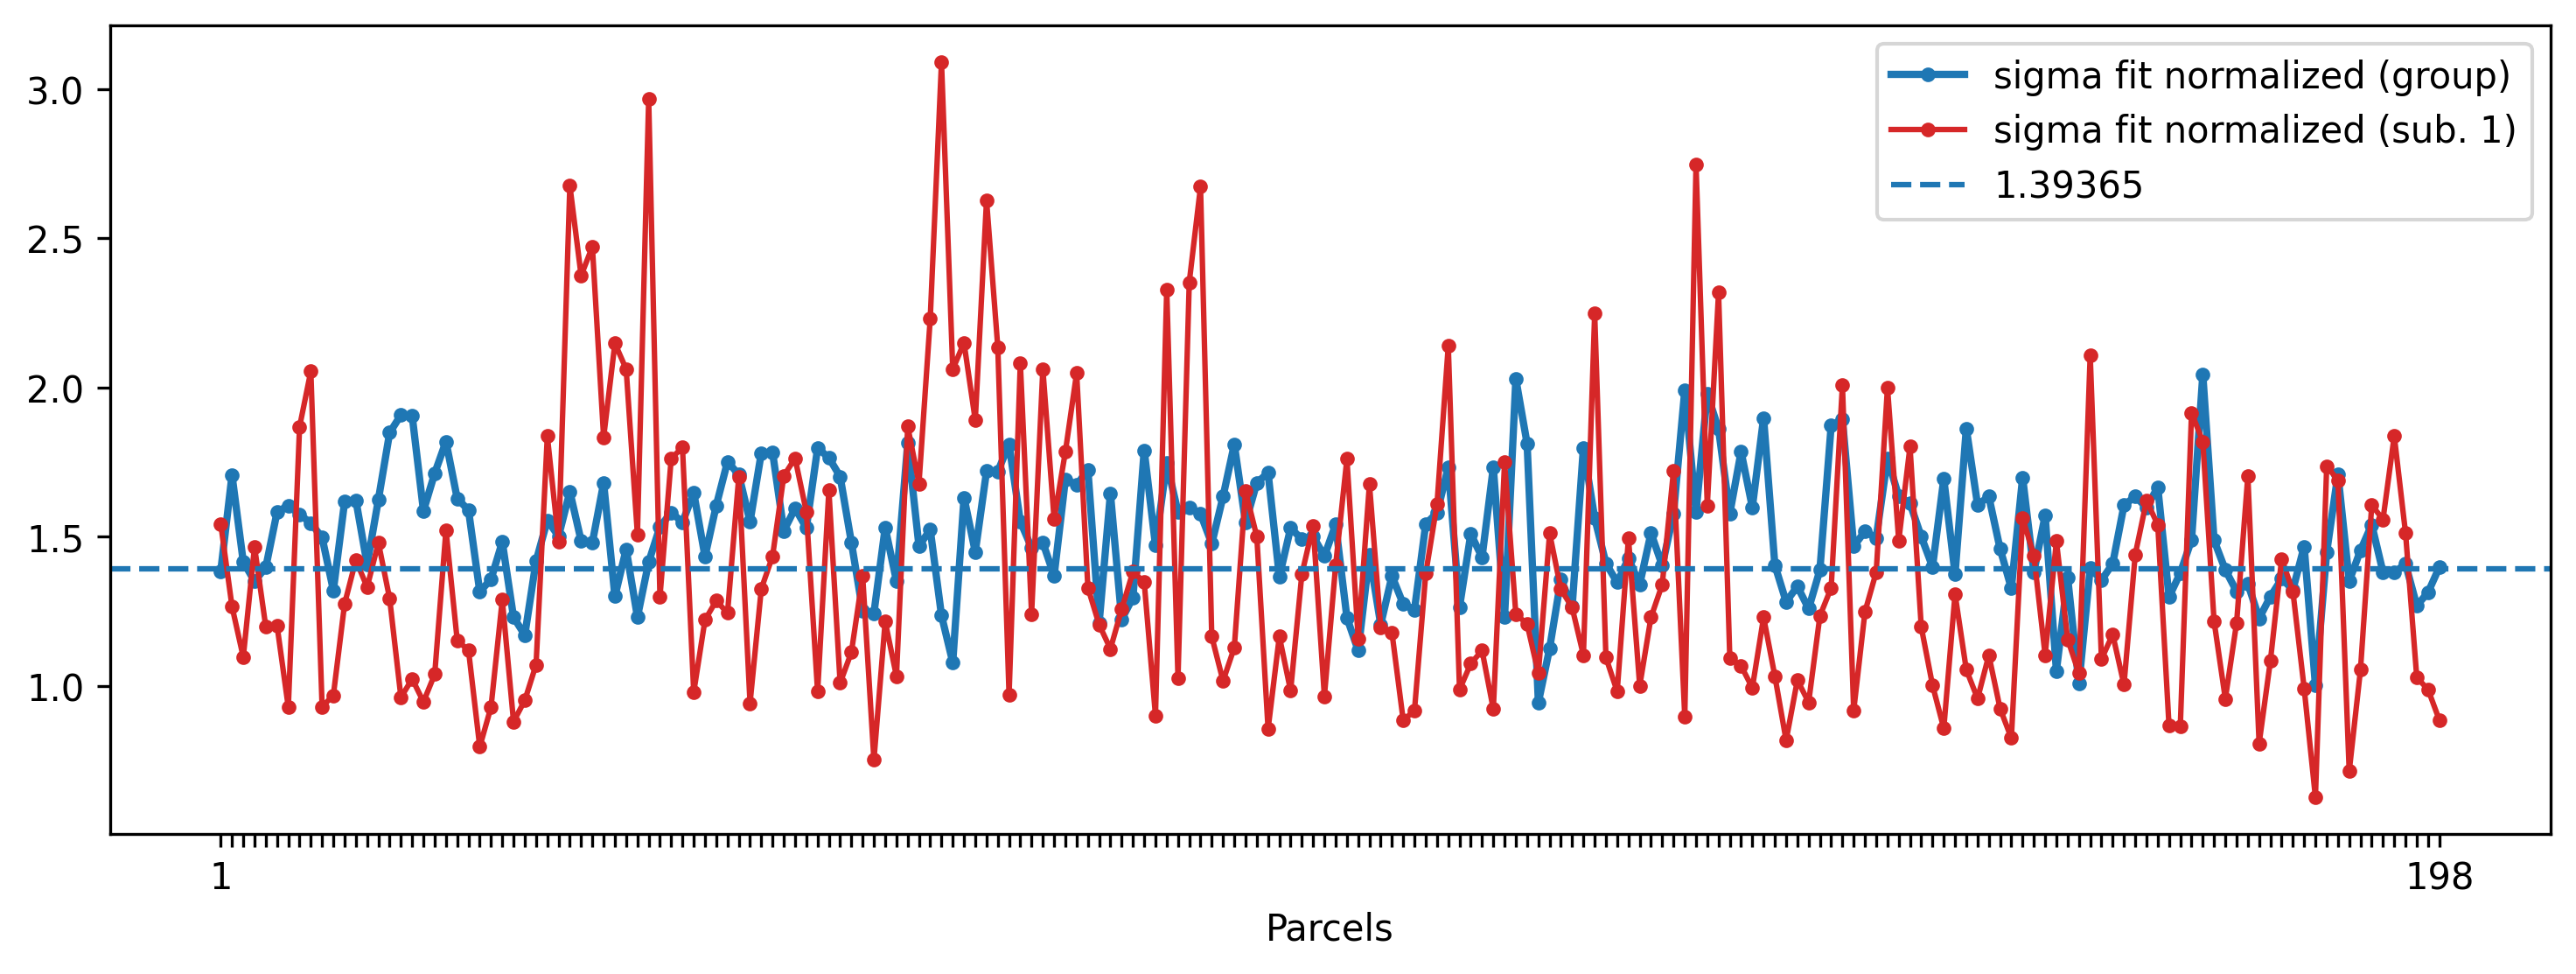 3.0
2.5
2.0
1.5
1.0
sigma fit normalized (group)
sigma fit normalized (sub. 1)
1.39365
1
198
Parcels